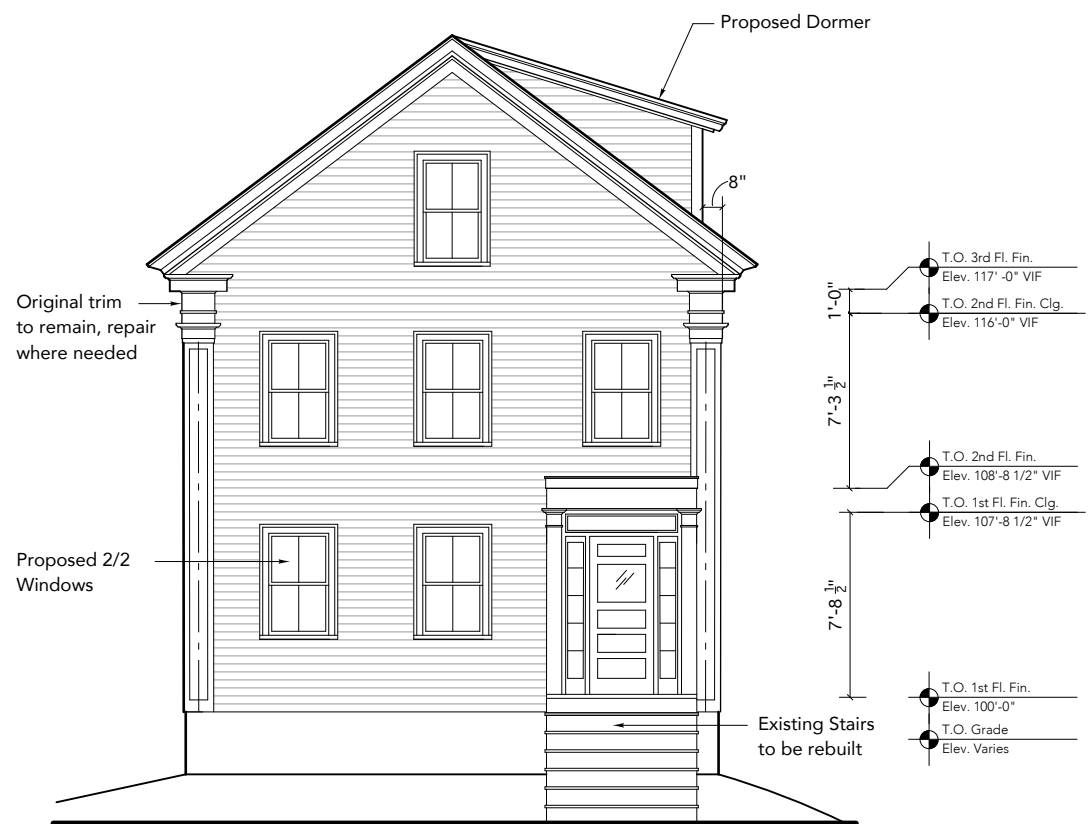 Proposed Dormer
8"
T.O. 3rd Fl. Fin.
Elev. 117' -0" VIF
1'-0"
T.O. 2nd Fl. Fin. Clg.
Elev. 116'-0" VIF
Original trim
to remain, repair
where needed
7'-3 1/2"
T.O. 2nd Fl. Fin.
Elev. 108'-8 1/2" VIF
T.O. 1st Fl. Fin. Clg.
Elev. 107'-8 1/2" VIF
Proposed 2/2
Windows
7'-8 1/2"
T.O. 1st Fl. Fin.
Elev. 100'-0"
Existing Stairs
to be rebuilt
T.O. Grade
Elev. Varies